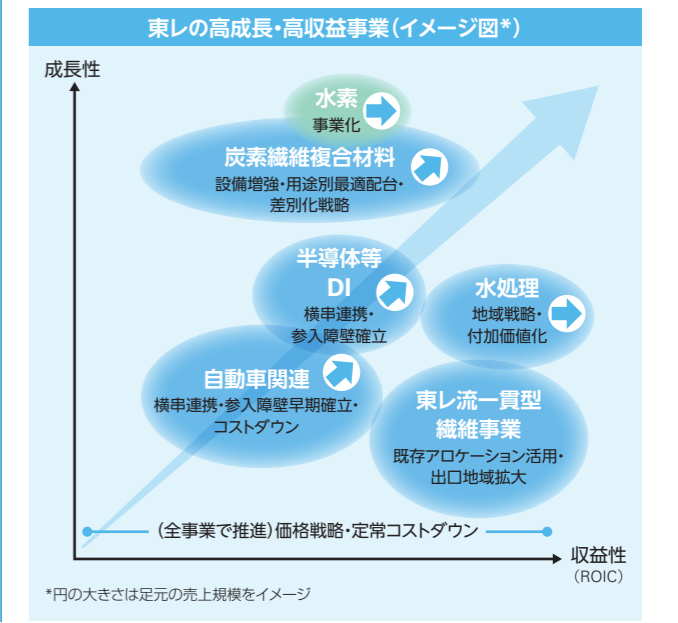 東レの高成長・高収益事業（イメージ図*）
成長性
水素
事業化
炭素繊維複合材料
設備増強・用途別最適配台・
差別化戦略
半導体等
DI
横串連携・
参入障壁確立
水処理
地域戦略・
付加価値化
自動車関連
横串連携・参入障壁早期確立・
コストダウン
東レ流一貫型
繊維事業
既存アロケーション活用・
出口地域拡大
（全事業で推進）価格戦略・定常コストダウン
収益性
（ROIC）
*円の大きさは足元の売上規模をイメージ